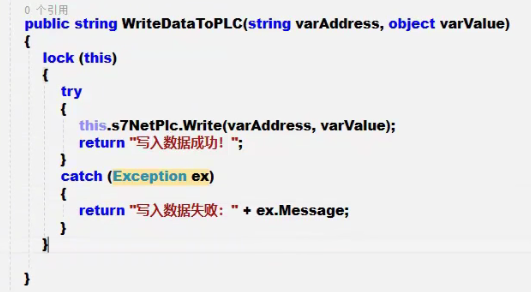 0 个引用
public string WriteDataToPLC(string varAddress, object varValue)
{
lock (this)
{
try
{
this.s7NetPlc.Write(varAddress, varValue);
return "写入数据成功！";
}
catch (Exception ex)
{
return "写入数据失败：" + ex.Message;
}
}
}